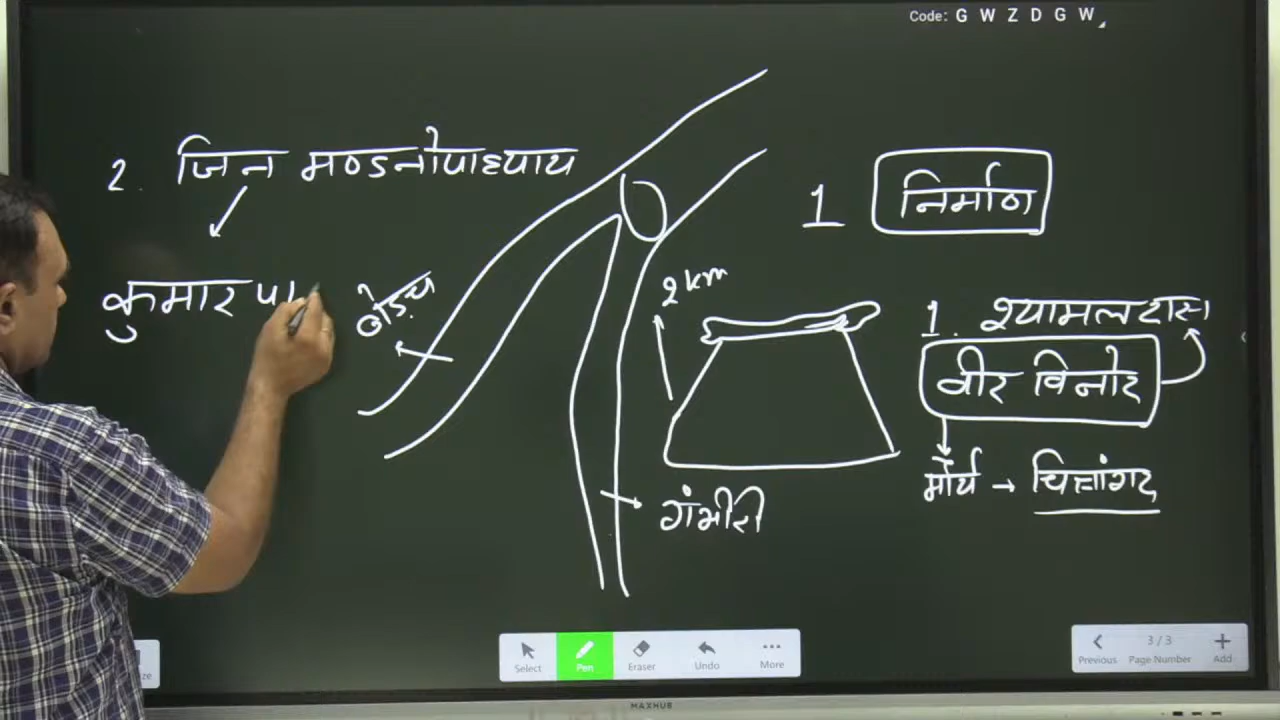 Code: G W Z D G W
2. जिन मण्डनोपाध्याय
कुमार पा
बेड़च
2 km
गंभीरी
1 निर्माण
1. श्यामलदास
वीर विनोद
मौर्य → चित्तांगद
Select
Pen
Eraser
Undo
More
Previous
3 / 3
Page Number
Add
MAXHUB